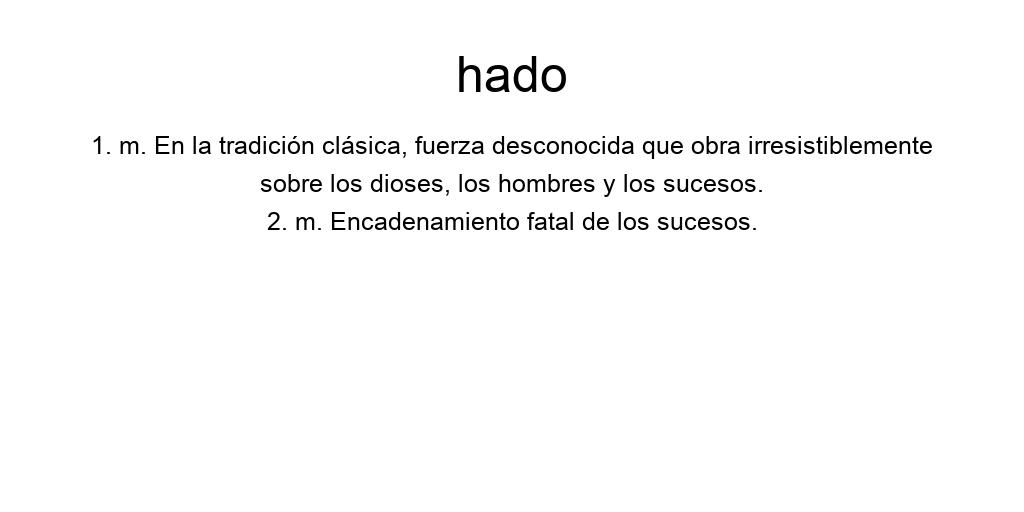 hado
1. m. En la tradición clásica, fuerza desconocida que obra irresistiblemente
sobre los dioses, los hombres y los sucesos.
2. m. Encadenamiento fatal de los sucesos.